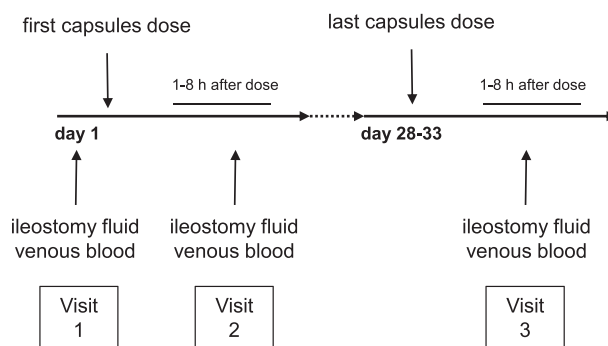 first capsules dose
last capsules dose
1-8 h after dose
1-8 h after dose
day 1
day 28-33
ileostomy fluid
venous blood
ileostomy fluid
venous blood
ileostomy fluid
venous blood
Visit
1
Visit
2
Visit
3